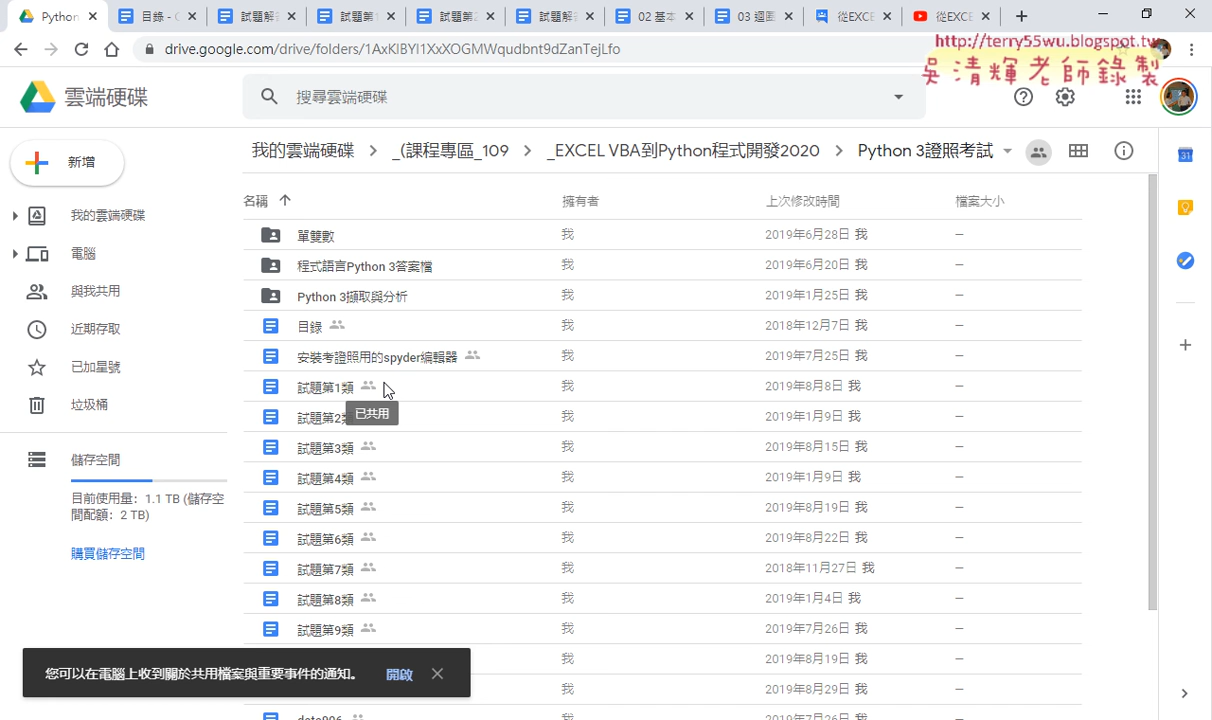 Python
目錄 - C
試題解
試題第
試題第
試題解
02 基本
03 週
從EXCE
從EXCE
drive.google.com/drive/folders/1AxKlBYl1XxXOGMWqudbnt9dZanTejLfo
http://terry55wu.blogspot.tw
吳清輝老師錄製
雲端硬碟
搜尋雲端硬碟
新增
我的雲端硬碟
電腦
與我共用
近期存取
已加星號
垃圾桶
儲存空間
目前使用量：1.1 TB (儲存空
間配額：2 TB)
購買儲存空間
我的雲端硬碟 > _(課程專區_109 > _EXCEL VBA到Python程式開發2020 > Python 3證照考試
名稱 擁有者 上次修改時間 檔案大小
單雙數 我 2019年6月28日 我 —
程式語言Python 3答案檔 我 2019年6月20日 我 —
Python 3擷取與分析 我 2019年1月25日 我 —
目錄 我 2018年12月7日 我 —
安裝考證照用的spyder編輯器 我 2019年7月25日 我 —
試題第1類 我 2019年8月8日 我 —
已共用
試題第2 我 2019年1月9日 我 —
試題第3類 我 2019年8月15日 我 —
試題第4類 我 2019年1月9日 我 —
試題第5類 我 2019年8月19日 我 —
試題第6類 我 2019年8月22日 我 —
試題第7類 我 2018年11月27日 我 —
試題第8類 我 2019年1月4日 我 —
試題第9類 我 2019年7月26日 我 —
我 2019年8月19日 我 —
我 2019年8月29日 我 —
我 2019年7月26日 我 —
您可以在電腦上收到關於共用檔案與重要事件的通知。 開啟
31